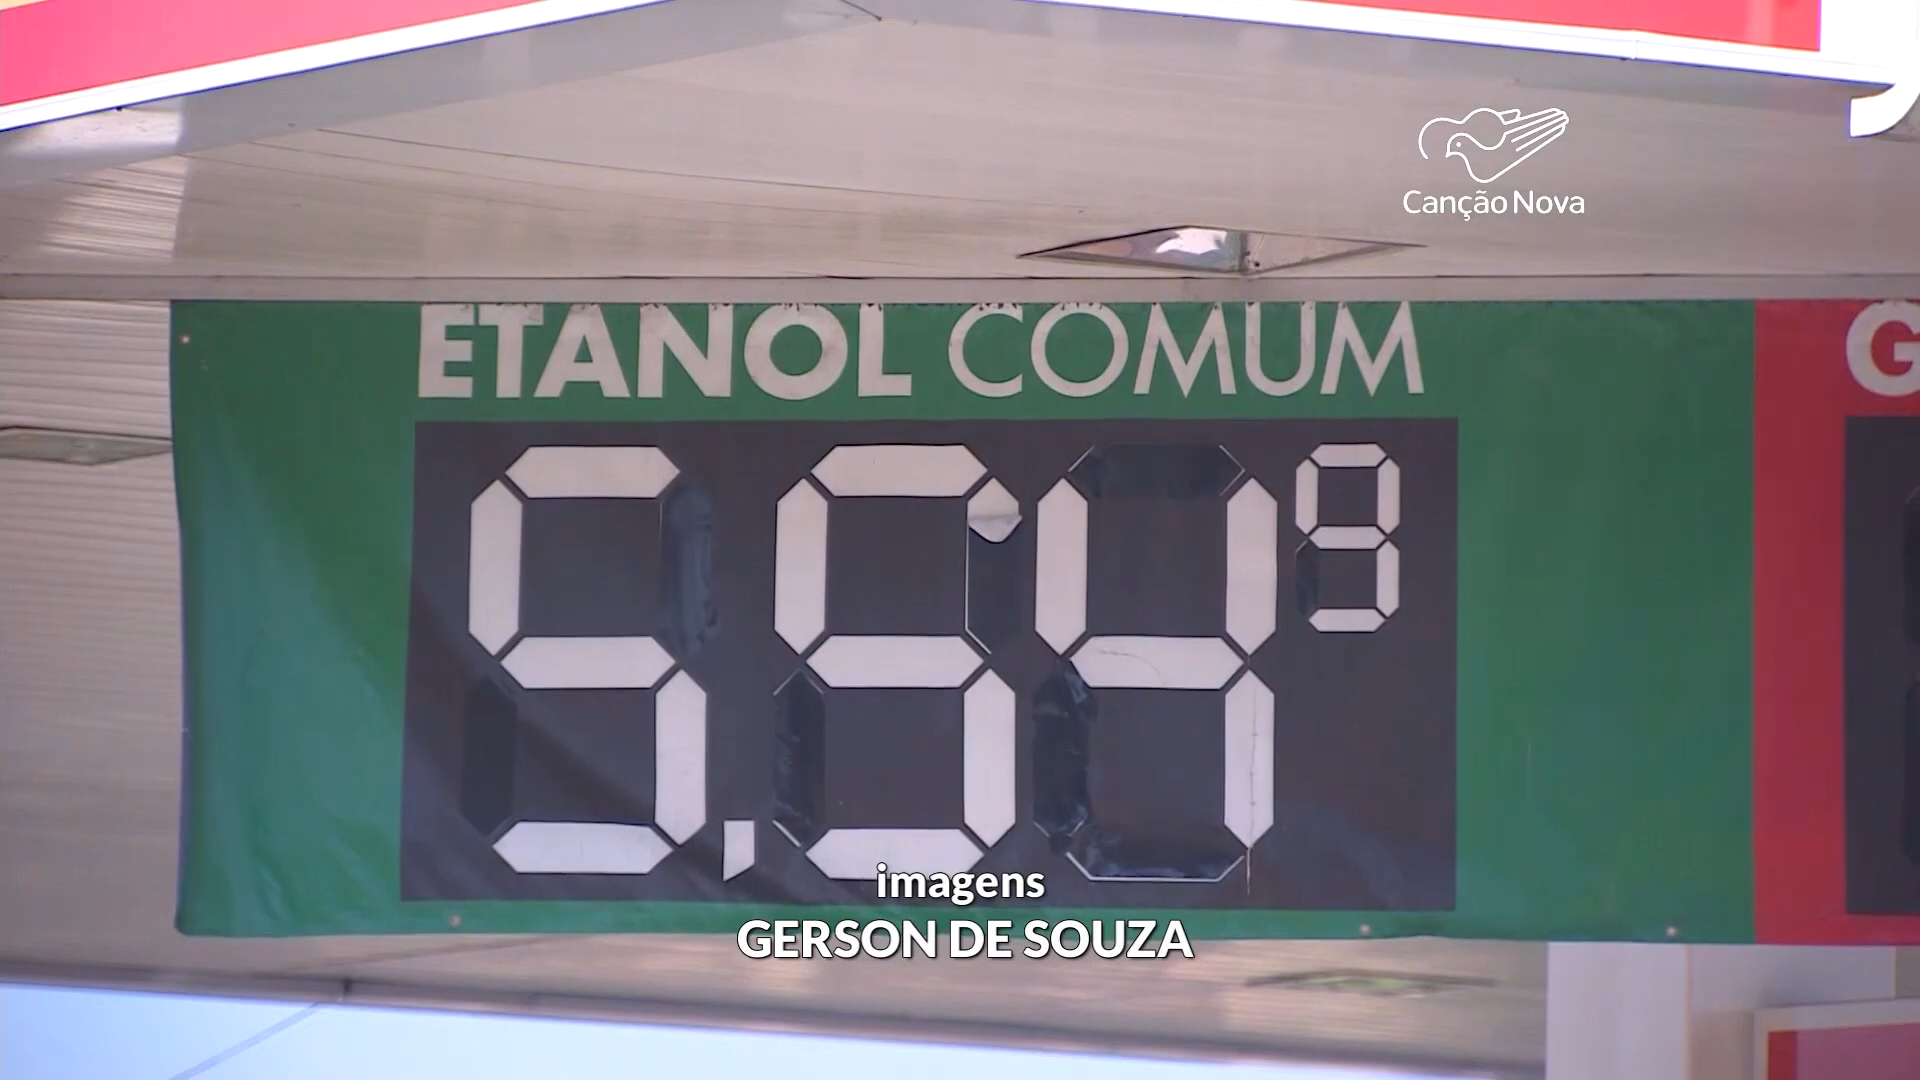 Canção Nova
ETANOL COMUM
5,54 9
G
imagens
GERSON DE SOUZA